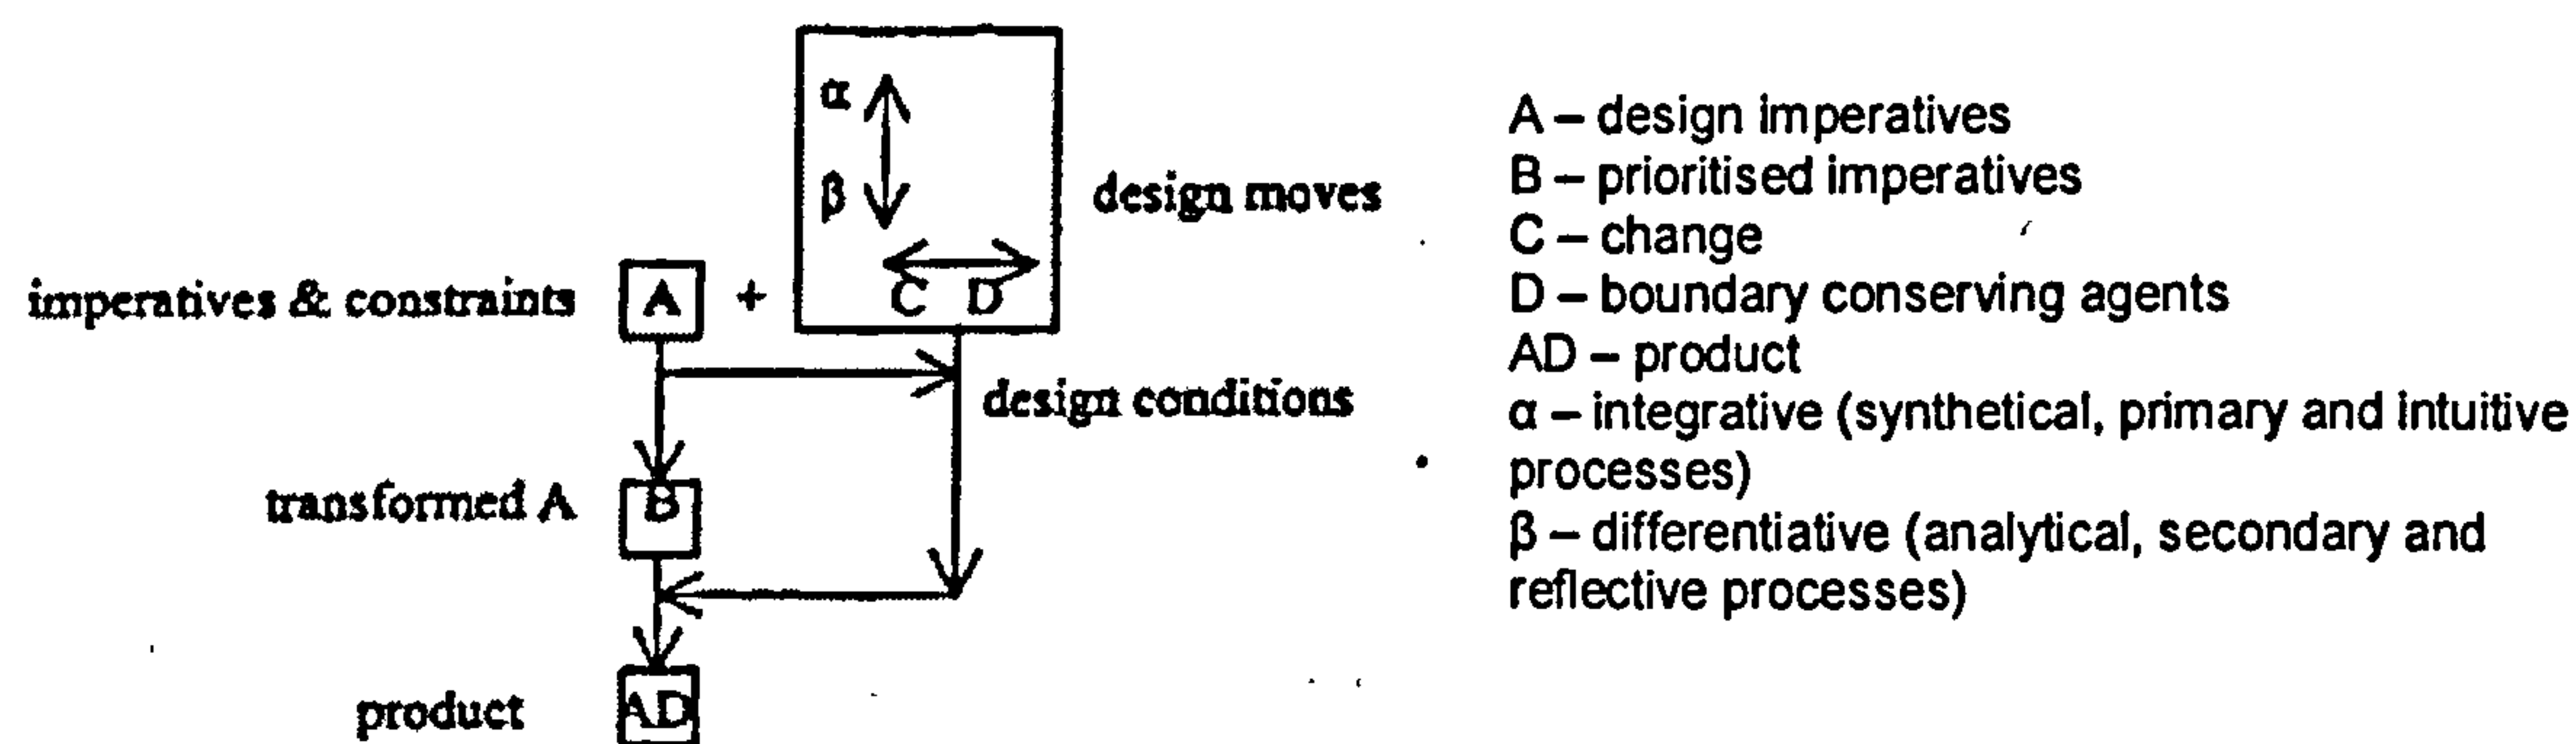 α
β
design moves
C D
imperatives & constraints A +
design conditions
transformed A B
product AD
A – design imperatives
B – prioritised imperatives
C – change
D – boundary conserving agents
AD – product
α – integrative (synthetical, primary and intuitive
processes)
β – differentiative (analytical, secondary and
reflective processes)